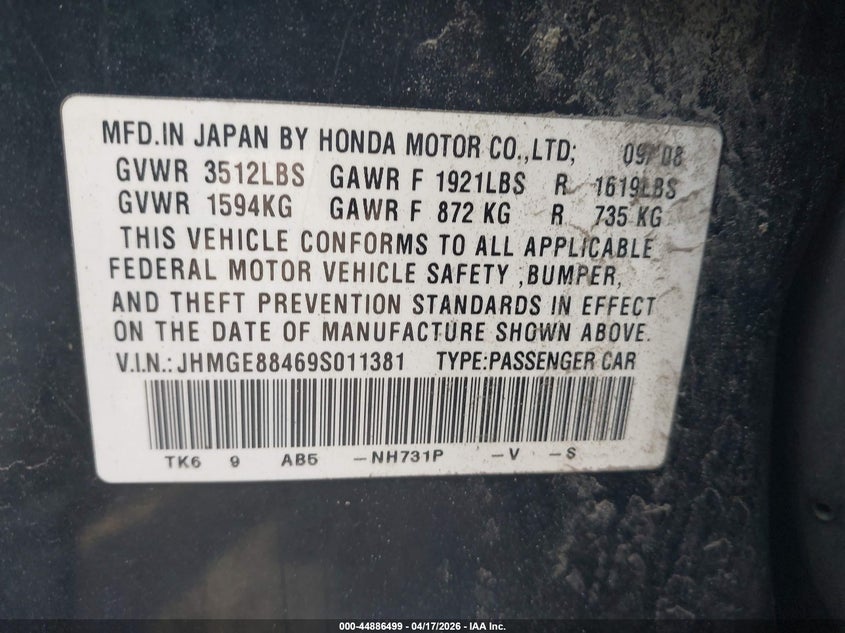 MFD.IN JAPAN BY HONDA MOTOR CO.,LTD; 09/08
GVWR 3512LBS GAWR F 1921LBS R 1619LBS
GVWR 1594KG GAWR F 872 KG R 735 KG
THIS VEHICLE CONFORMS TO ALL APPLICABLE
FEDERAL MOTOR VEHICLE SAFETY ,BUMPER,
AND THEFT PREVENTION STANDARDS IN EFFECT
ON THE DATE OF MANUFACTURE SHOWN ABOVE.
V.I.N.: JHMGE88469S011381 TYPE:PASSENGER CAR
TK6 9 AB5 -NH731P -V -S
000-44886499 | 04/17/2026 - IAA Inc.